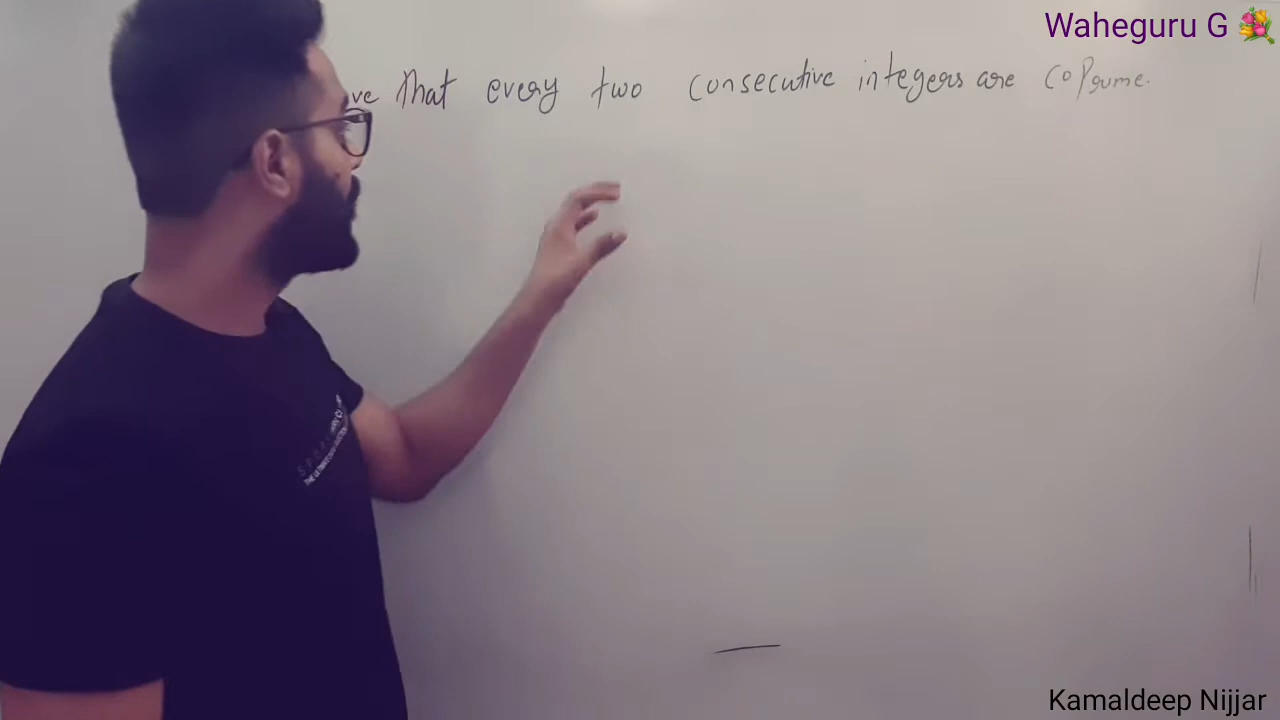 Waheguru G 💐
ve that every two consecutive integers are coprime.
Kamaldeep Nijjar